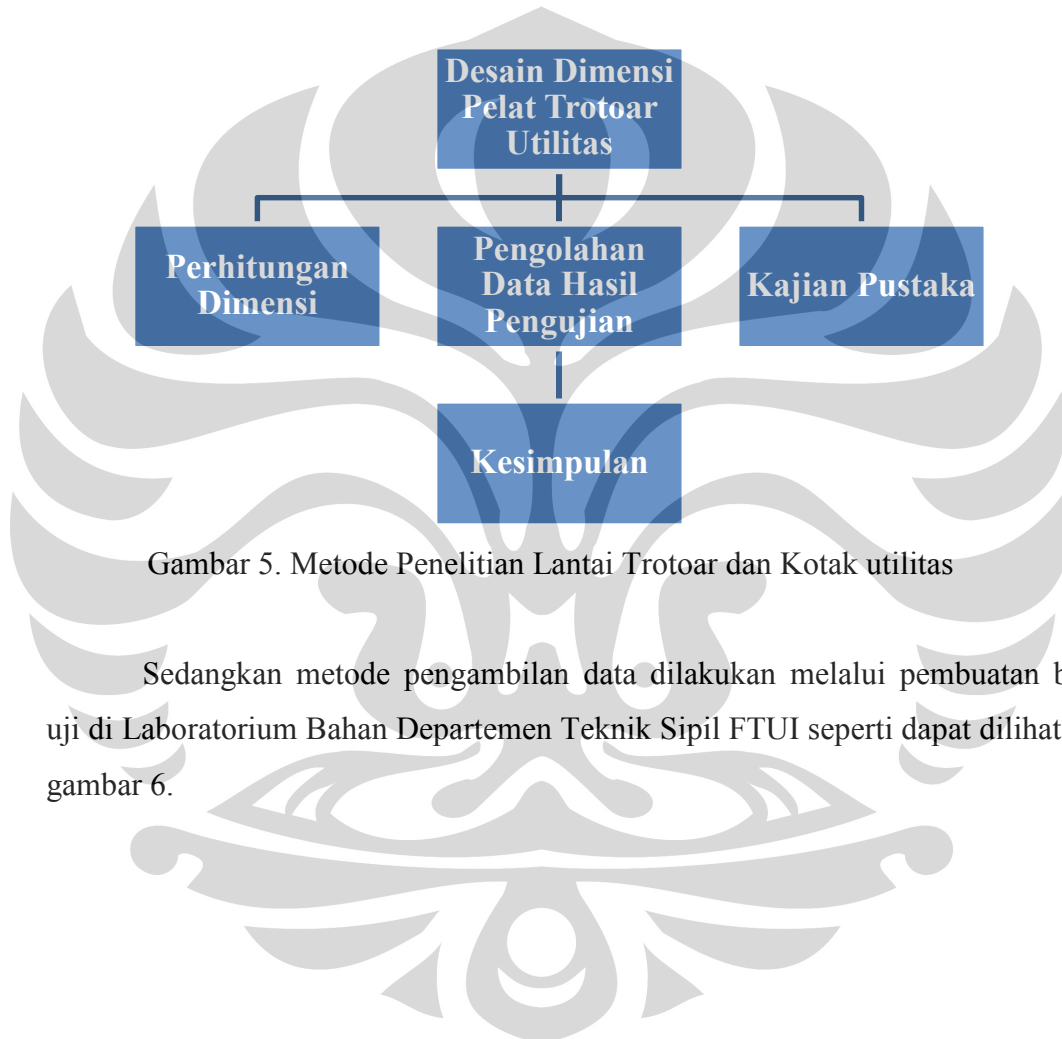 Desain Dimensi
Pelat Trotoar
Utilitas
Perhitungan
Dimensi
Pengolahan
Data Hasil
Pengujian
Kajian Pustaka
Kesimpulan
Gambar 5. Metode Penelitian Lantai Trotoar dan Kotak utilitas
Sedangkan metode pengambilan data dilakukan melalui pembuatan
uji di Laboratorium Bahan Departemen Teknik Sipil FTUI seperti dapat dilihat
gambar 6.